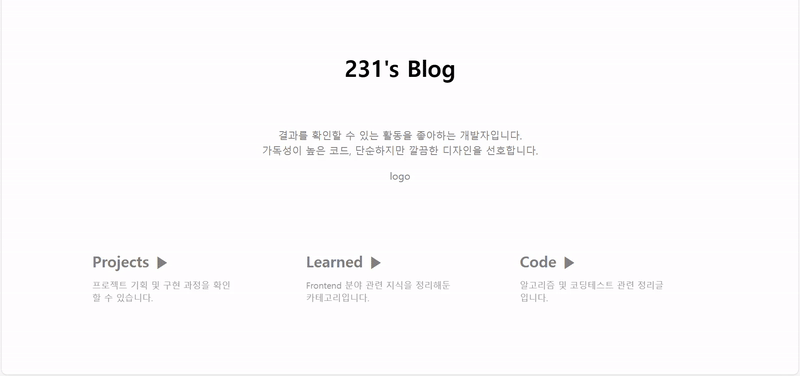 231's Blog
결과를 확인할 수 있는 활동을 좋아하는 개발자입니다.
가독성이 높은 코드, 단순하지만 깔끔한 디자인을 선호합니다.
logo
Projects ▶
프로젝트 기획 및 구현 과정을 확인
할 수 있습니다.
Learned ▶
Frontend 분야 관련 지식을 정리해둔
카테고리입니다.
Code ▶
알고리즘 및 코딩테스트 관련 정리글
입니다.